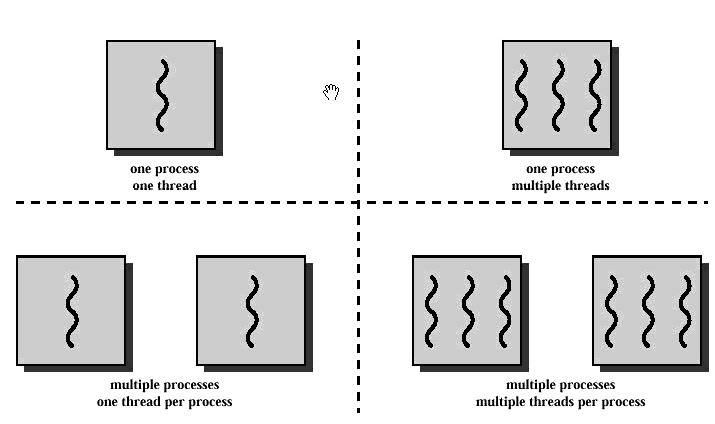 one process
one thread
one process
multiple threads
multiple processes
one thread per process
multiple processes
multiple threads per process